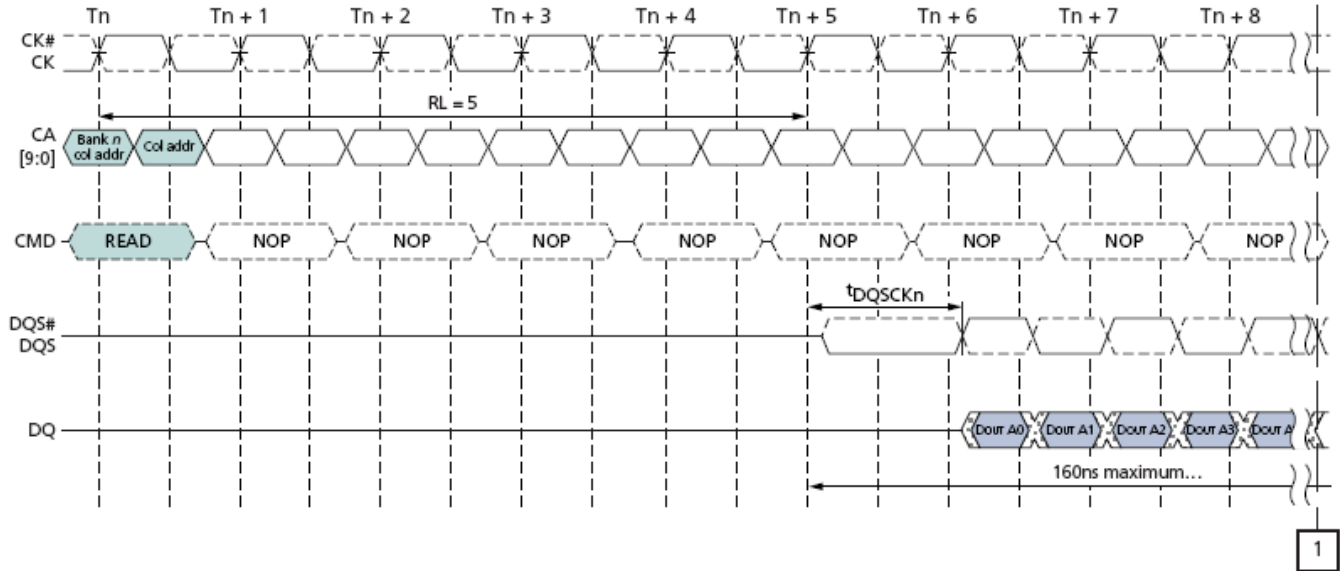 Tn Tn + 1 Tn + 2 Tn + 3 Tn + 4 Tn + 5 Tn + 6 Tn + 7 Tn + 8
CK#
CK
RL = 5
CA
[9:0]
Bank n
col addr
Col addr
CMD READ NOP NOP NOP NOP NOP NOP NOP NOP
tDQSCKn
DQS#
DQS
DQ DOUT A0 DOUT A1 DOUT A2 DOUT A3 DOUT A
160ns maximum...
1